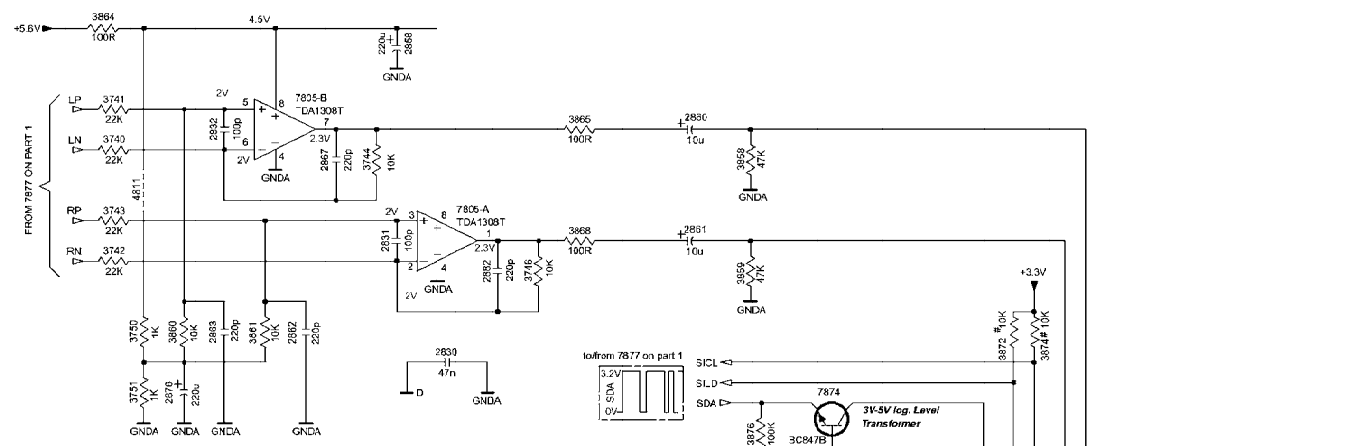 3864
+5.6V
100R
4.5V
220u
2858
GNDA
FROM 7877 ON PART 1
LP
3741
22K
LN
3740
22K
RP
3743
22K
RN
3742
22K
4811
2V
5
8
7805-B
TDA1308T
7
2.3V
2832
100p
6
2V
4
GNDA
2867
220p
3744
10K
3865
100R
2860
10u
3858
47K
GNDA
2V
3
8
7805-A
TDA1308T
1
2.3V
2831
100p
2
4
GNDA
2V
2882
220p
3746
10K
3868
100R
2861
10u
3859
47K
GNDA
3750
1K
3860
10K
2883
220p
3861
10K
2862
220p
3751
1K
2876
220u
GNDA
GNDA
GNDA
GNDA
2830
47n
D
GNDA
to/from 7877 on part 1
3.2V
SDA
0V
SICL
SILD
SDA
+3.3V
3872 # 10K
3874 # 10K
7874
3V-5V log. Level
Transformer
BC847B
3876
100K